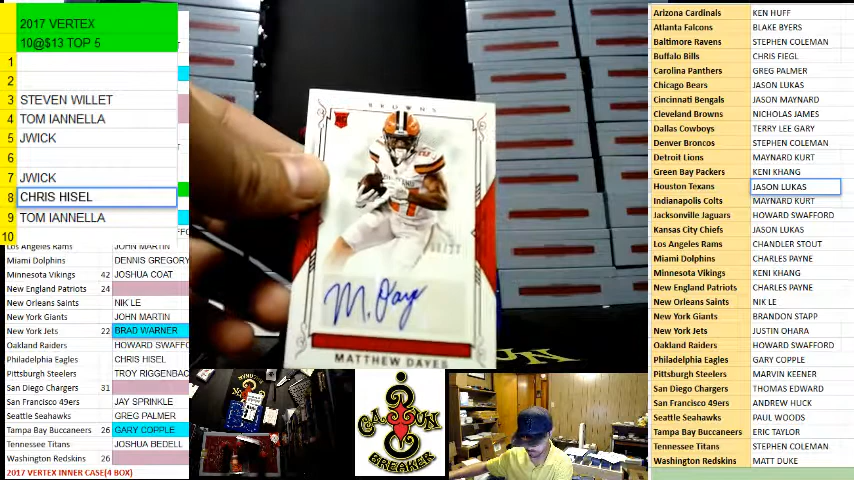 2017 VERTEX
10@$13 TOP 5
1
2
3 STEVEN WILLET
4 TOM IANNELLA
5 JWICK
6
7 JWICK
8 CHRIS HISEL
9 TOM IANNELLA
10
Los Angeles Rams JOHN MARTIN
Miami Dolphins DENNIS GREGORY
Minnesota Vikings 42 JOSHUA COAT
New England Patriots 24
New Orleans Saints NIK LE
New York Giants JOHN MARTIN
New York Jets 22 BRAD WARNER
Oakland Raiders HOWARD SWAFFO
Philadelphia Eagles CHRIS HISEL
Pittsburgh Steelers TROY RIGGENBAC
San Diego Chargers 31
San Francisco 49ers JAY SPRINKLE
Seattle Seahawks GREG PALMER
Tampa Bay Buccaneers 26 GARY COPPLE
Tennessee Titans JOSHUA BEDELL
Washington Redskins 26
2017 VERTEX INNER CASE(4 BOX)
BROWNS
RC
M. Daye
MATTHEW DAYES
CAJUN
BREAKER
Arizona Cardinals KEN HUFF
Atlanta Falcons BLAKE BYERS
Baltimore Ravens STEPHEN COLEMAN
Buffalo Bills CHRIS FIEGL
Carolina Panthers GREG PALMER
Chicago Bears JASON LUKAS
Cincinnati Bengals JASON MAYNARD
Cleveland Browns NICHOLAS JAMES
Dallas Cowboys TERRY LEE GARY
Denver Broncos STEPHEN COLEMAN
Detroit Lions MAYNARD KURT
Green Bay Packers KENI KHANG
Houston Texans JASON LUKAS
Indianapolis Colts MAYNARD KURT
Jacksonville Jaguars HOWARD SWAFFORD
Kansas City Chiefs JASON LUKAS
Los Angeles Rams CHANDLER STOUT
Miami Dolphins CHARLES PAYNE
Minnesota Vikings KENI KHANG
New England Patriots CHARLES PAYNE
New Orleans Saints NIK LE
New York Giants BRANDON STAPP
New York Jets JUSTIN OHARA
Oakland Raiders HOWARD SWAFFORD
Philadelphia Eagles GARY COPPLE
Pittsburgh Steelers MARVIN KEENER
San Diego Chargers THOMAS EDWARD
San Francisco 49ers ANDREW HUCK
Seattle Seahawks PAUL WOODS
Tampa Bay Buccaneers ERIC TAYLOR
Tennessee Titans STEPHEN COLEMAN
Washington Redskins MATT DUKE